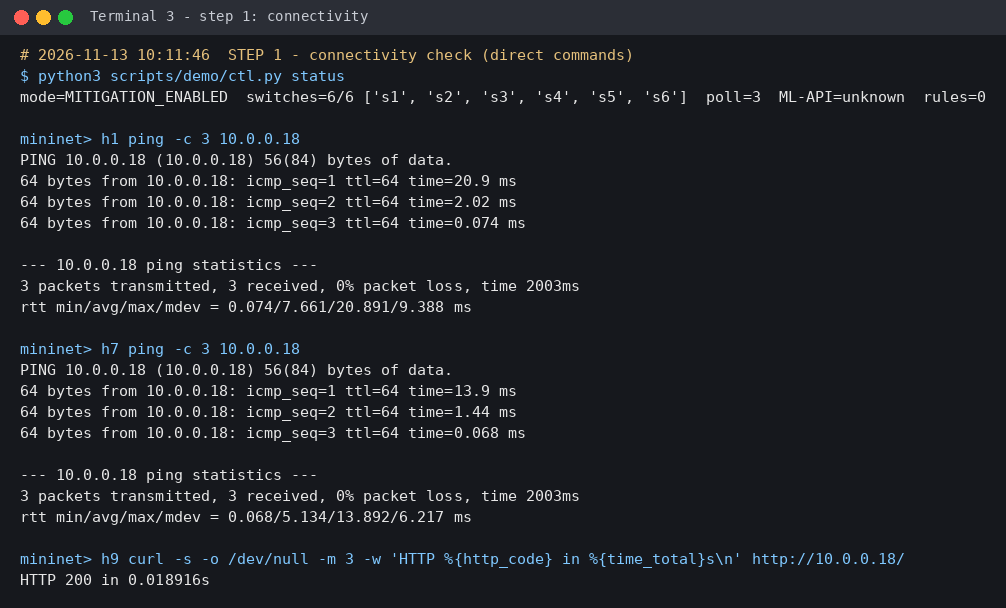 Terminal 3 - step 1: connectivity
# 2026-11-13 10:11:46  STEP 1 - connectivity check (direct commands)
$ python3 scripts/demo/ctl.py status
mode=MITIGATION_ENABLED  switches=6/6 ['s1', 's2', 's3', 's4', 's5', 's6']  poll=3  ML-API=unknown  rules=0
mininet> h1 ping -c 3 10.0.0.18
PING 10.0.0.18 (10.0.0.18) 56(84) bytes of data.
64 bytes from 10.0.0.18: icmp_seq=1 ttl=64 time=20.9 ms
64 bytes from 10.0.0.18: icmp_seq=2 ttl=64 time=2.02 ms
64 bytes from 10.0.0.18: icmp_seq=3 ttl=64 time=0.074 ms
--- 10.0.0.18 ping statistics ---
3 packets transmitted, 3 received, 0% packet loss, time 2003ms
rtt min/avg/max/mdev = 0.074/7.661/20.891/9.388 ms
mininet> h7 ping -c 3 10.0.0.18
PING 10.0.0.18 (10.0.0.18) 56(84) bytes of data.
64 bytes from 10.0.0.18: icmp_seq=1 ttl=64 time=13.9 ms
64 bytes from 10.0.0.18: icmp_seq=2 ttl=64 time=1.44 ms
64 bytes from 10.0.0.18: icmp_seq=3 ttl=64 time=0.068 ms
--- 10.0.0.18 ping statistics ---
3 packets transmitted, 3 received, 0% packet loss, time 2003ms
rtt min/avg/max/mdev = 0.068/5.134/13.892/6.217 ms
mininet> h9 curl -s -o /dev/null -m 3 -w 'HTTP %{http_code} in %{time_total}s\n' http://10.0.0.18/
HTTP 200 in 0.018916s